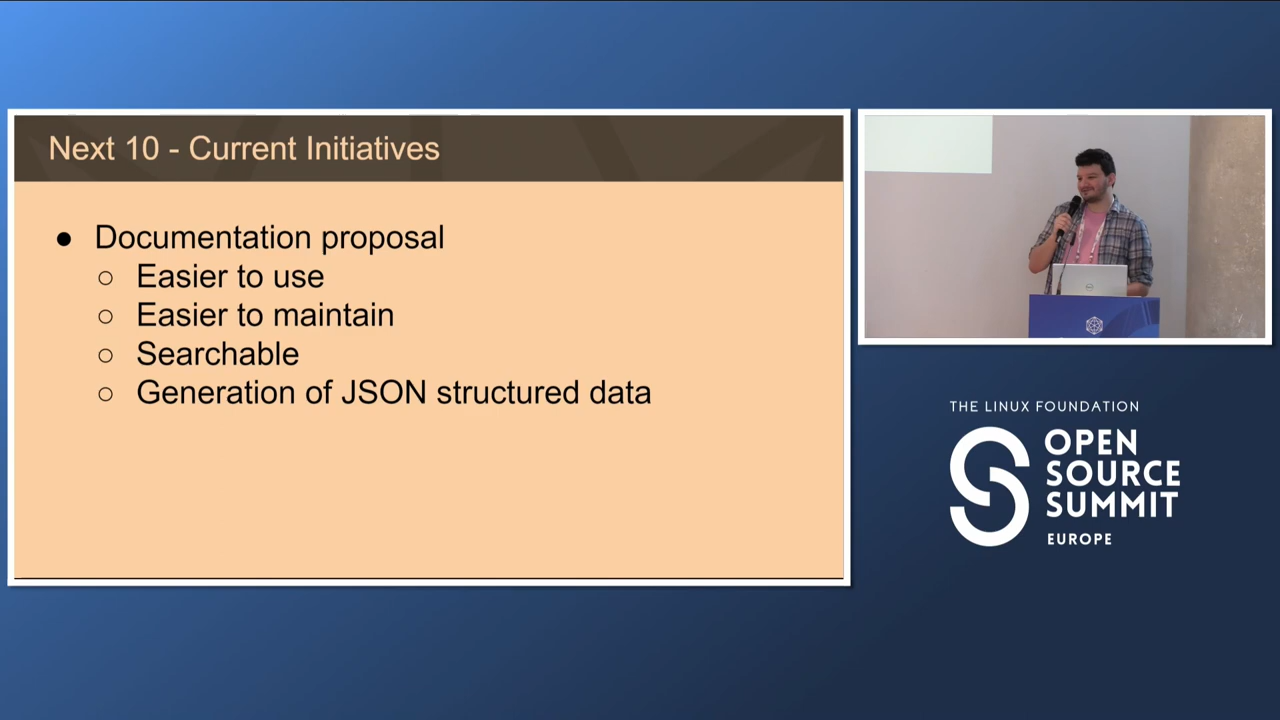 Next 10 - Current Initiatives
● Documentation proposal
○ Easier to use
○ Easier to maintain
○ Searchable
○ Generation of JSON structured data
THE LINUX FOUNDATION
OPEN
SOURCE
SUMMIT
EUROPE